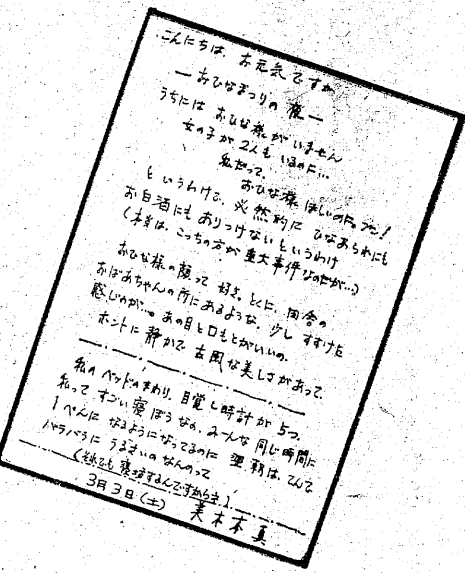 こんにちは、お元気ですか
―おひなまつりの夜―
うちには おひな様がいません
女の子が 2人も いるのに…
私だって、
おひな様 ほしいのに。フン!
というわけで、必然的に ひなあられにも
お白酒にも ありつけないというわけ
(本当は、こっちの方が 重大事件なのだが…)
おひな様の顔って 好き。とくに、田舎の
おばあちゃんの所にあるような、少し すすけた
感じのが…。あの目と口もとがいいの。
ホントに 静かで 古風な美しさがあって。
私の ベッドのまわり、目覚し時計が 5つ。
私って、すごい 寝ぼうなの。みーんな 同じ時間に
1ぺんに なるようになってるのに 翌朝は、てんで
バラバラに うるさいのなんのって
(それでも 寝坊するんですからネ)
3月3日(土) 美木本 真